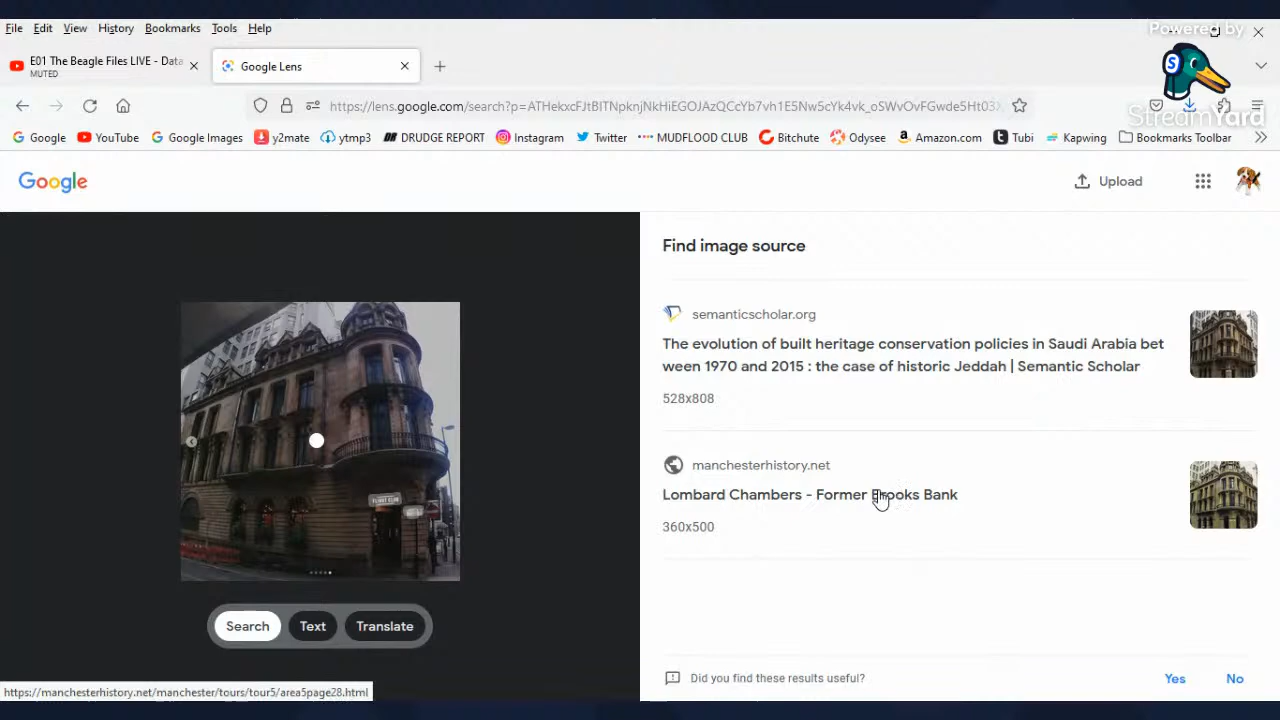 File Edit View History Bookmarks Tools Help
Powered by
E01 The Beagle Files LIVE - Data
MUTED
Google Lens
https://lens.google.com/search?p=ATHekxcFJtBITNpknjNkHiEGOJAzQCcYb7vh1E5Nw5cYk4vk_oSWvOvFGwde5Ht03
StreamYard
Google YouTube Google Images y2mate ytmp3 DRUDGE REPORT Instagram Twitter MUDFLOOD CLUB Bitchute Odysee Amazon.com Tubi Kapwing Bookmarks Toolbar
Google
Upload
Find image source
semanticscholar.org
The evolution of built heritage conservation policies in Saudi Arabia bet
ween 1970 and 2015 : the case of historic Jeddah | Semantic Scholar
528x808
manchesterhistory.net
Lombard Chambers - Former Brooks Bank
360x500
FLIGHT CLUB
Search Text Translate
Did you find these results useful? Yes No
https://manchesterhistory.net/manchester/tours/tour5/area5page28.html